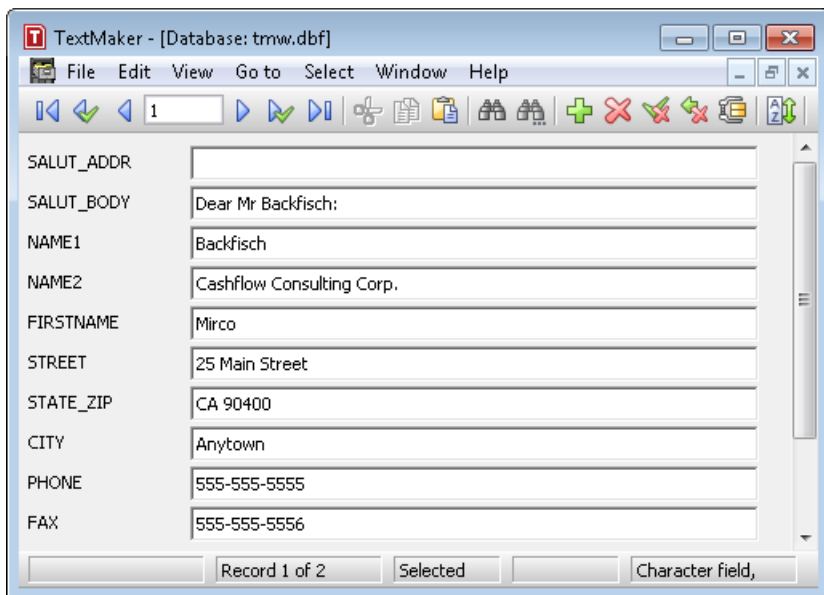 TextMaker - [Database: tmw.dbf]
File Edit View Go to Select Window Help
1
SALUT_ADDR
SALUT_BODY Dear Mr Backfisch:
NAME1 Backfisch
NAME2 Cashflow Consulting Corp.
FIRSTNAME Mirco
STREET 25 Main Street
STATE_ZIP CA 90400
CITY Anytown
PHONE 555-555-5555
FAX 555-555-5556
Record 1 of 2 Selected Character field,